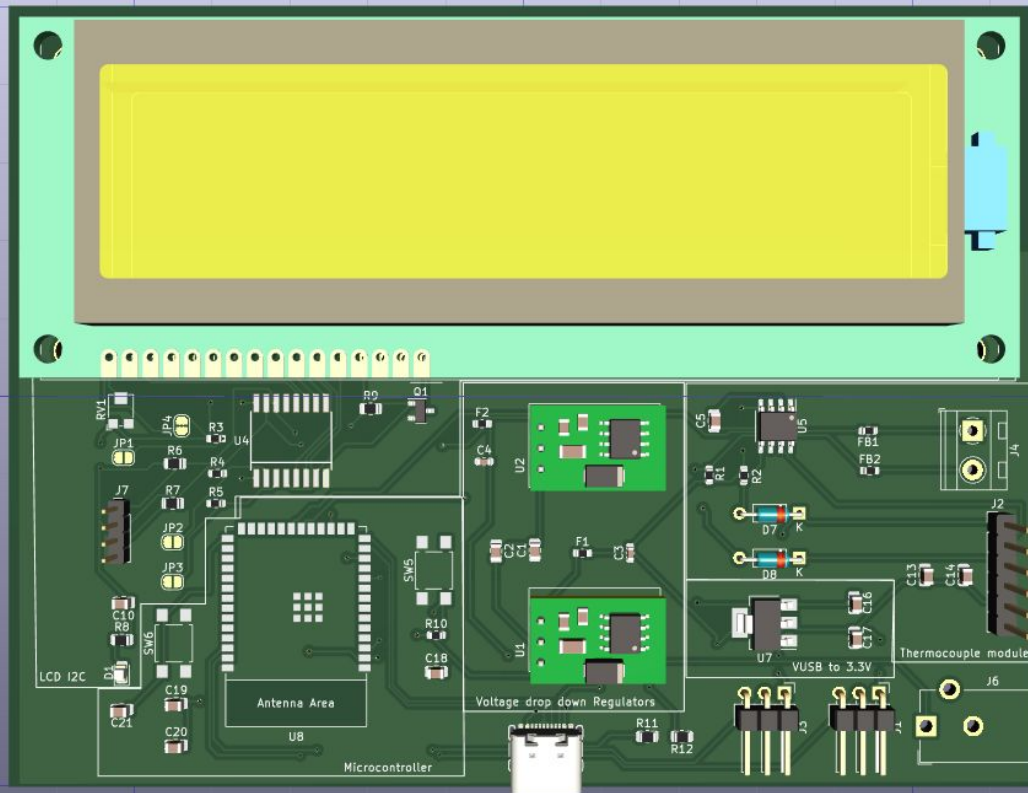 RV1
JP4
JP1
R3
R6
R4
R7
R5
J7
JP2
JP3
U4
R9
Q1
F2
C4
U2
C2
C1
F1
C3
C5
U5
R1
R2
FB1
FB2
J4
J2
D7
K
D8
K
C13
C14
C16
C17
U7
VUSB to 3.3V
Thermocouple module
SW5
R10
C18
U1
Voltage drop down Regulators
C10
R8
SW6
D1
LCD I2C
C19
C21
C20
Antenna Area
U8
Microcontroller
R11
R12
J3
J1
J6